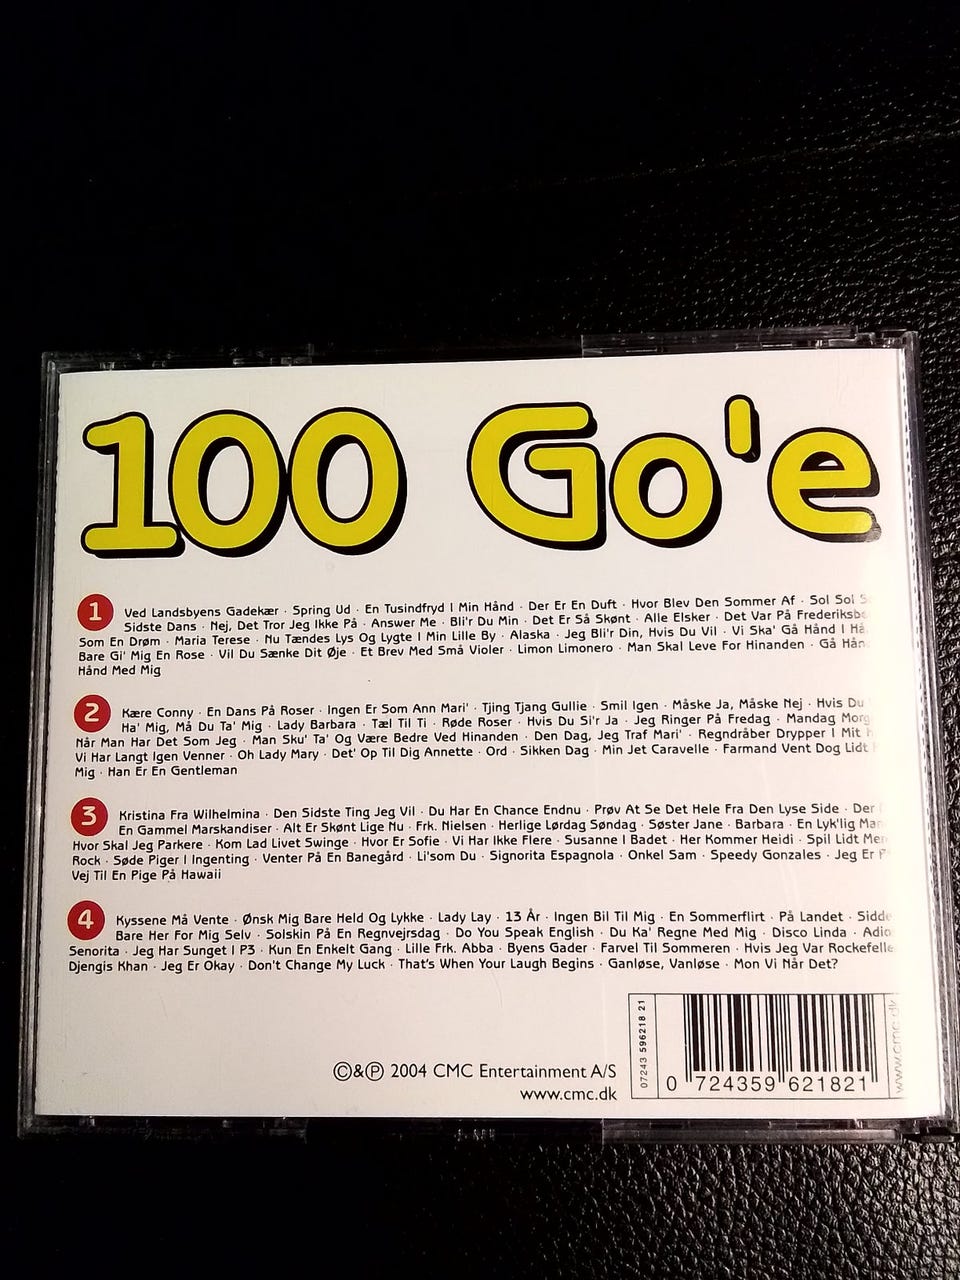 100 Go'e
1 Ved Landsbyens Gadekær · Spring Ud · En Tusindfryd I Min Hånd · Der Er En Duft · Hvor Blev Den Sommer Af · Sol Sol
Sidste Dans · Nej, Det Tror Jeg Ikke På · Answer Me · Bli'r Du Min · Det Er Så Skønt · Alle Elsker · Det Var På
Som En Drøm · Maria Terese · Nu Tændes Lys Og Lygte I Min Lille By · Alaska · Jeg Bli'r Din, Hvis Du Vil · Vi Ska' Gå Hånd I
Bare Gi' Mig En Rose · Vil Du Sænke Dit Øje · Et Brev Med Små Violer · Limon Limonero · Man Skal Leve For Hinanden · Gå
Hånd Med Mig
2 Kære Conny · En Dans På Roser · Ingen Er Som Ann Mari' · Tjing Tjang Gullie · Smil Igen · Måske Ja, Måske Nej · Hvis Du
Ha' Mig, Må Du Ta' Mig · Lady Barbara · Tæl Til Ti · Røde Roser · Hvis Du Si'r Ja · Jeg Ringer På Fredag · Mandag
Når Man Har Det Som Jeg · Man Sku' Ta' Og Være Bedre Ved Hinanden · Den Dag, Jeg Traf Mari' · Regndråber Drypper I Mit
Vi Har Langt Igen Venner · Oh Lady Mary · Det' Op Til Dig Annette · Ord · Sikken Dag · Min Jet Caravelle · Farmand Vent Dog Lidt
Mig · Han Er En Gentleman
3 Kristina Fra Wilhelmina · Den Sidste Ting Jeg Vil · Du Har En Chance Endnu · Prøv At Se Det Hele Fra Den Lyse Side · Der
En Gammel Marskandiser · Alt Er Skønt Lige Nu · Frk. Nielsen · Herlige Lørdag Søndag · Søster Jane · Barbara · En Lyk'lig
Hvor Skal Jeg Parkere · Kom Lad Livet Swinge · Hvor Er Sofie · Vi Har Ikke Flere · Susanne I Badet · Her Kommer Heidi · Spil Lidt
Rock · Søde Piger I Ingenting · Venter På En Banegård · Li'som Du · Signorita Espagnola · Onkel Sam · Speedy Gonzales · Jeg Er
Vej Til En Pige På Hawaii
4 Kyssene Må Vente · Ønsk Mig Bare Held Og Lykke · Lady Lay · 13 År · Ingen Bil Til Mig · En Sommerflirt · På Landet ·
Bare Her For Mig Selv · Solskin På En Regnvejrsdag · Do You Speak English · Du Ka' Regne Med Mig · Disco Linda ·
Senorita · Jeg Har Sunget I P3 · Kun En Enkelt Gang · Lille Frk. Abba · Byens Gader · Farvel Til Sommeren · Hvis Jeg Var
Djengis Khan · Jeg Er Okay · Don't Change My Luck · That's When Your Laugh Begins · Ganløse, Vanløse · Mon Vi Når Det?
©&℗ 2004 CMC Entertainment A/S
www.cmc.dk
07243 596218 21
0 724359 621821
www.cmc.dk